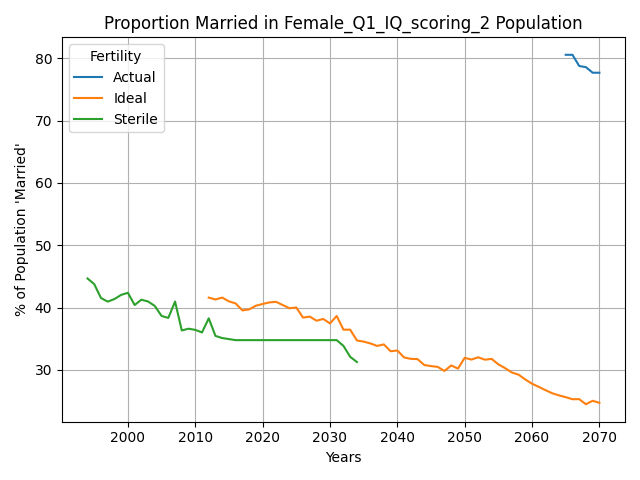 Proportion Married in Female_Q1_IQ_scoring_2 Population
Fertility
Actual
Ideal
Sterile
% of Population 'Married'
80
70
60
50
40
30
2000 2010 2020 2030 2040 2050 2060 2070
Years